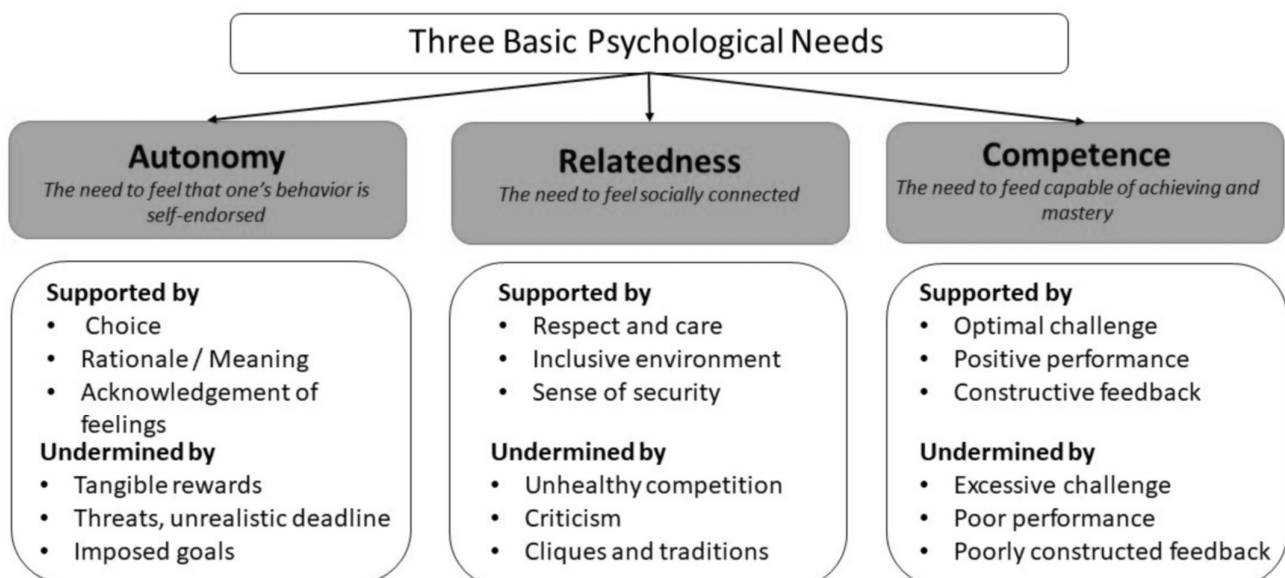 Three Basic Psychological Needs
Autonomy
The need to feel that one's behavior is
self-endorsed
Supported by
• Choice
• Rationale / Meaning
• Acknowledgement of
feelings
Undermined by
• Tangible rewards
• Threats, unrealistic deadline
• Imposed goals
Relatedness
The need to feel socially connected
Supported by
• Respect and care
• Inclusive environment
• Sense of security
Undermined by
• Unhealthy competition
• Criticism
• Cliques and traditions
Competence
The need to feed capable of achieving and
mastery
Supported by
• Optimal challenge
• Positive performance
• Constructive feedback
Undermined by
• Excessive challenge
• Poor performance
• Poorly constructed feedback